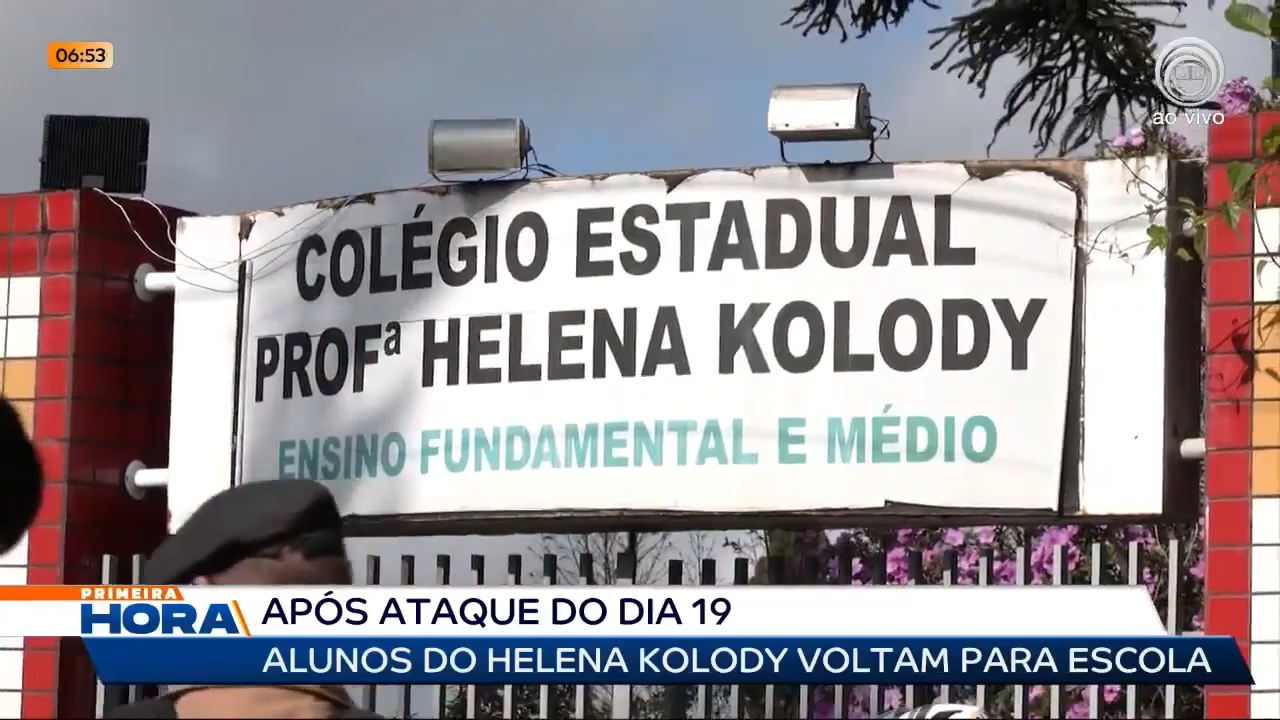 06:53
ao vivo
COLÉGIO ESTADUAL
PROFª HELENA KOLODY
ENSINO FUNDAMENTAL E MÉDIO
PRIMEIRA
HORA
APÓS ATAQUE DO DIA 19
ALUNOS DO HELENA KOLODY VOLTAM PARA ESCOLA